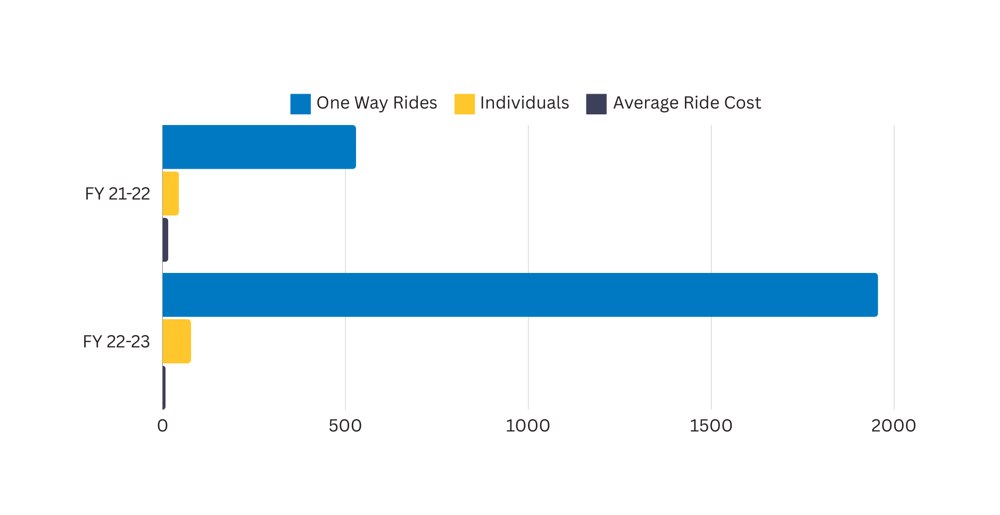 One Way Rides Individuals Average Ride Cost
FY 21-22
FY 22-23
0 500 1000 1500 2000